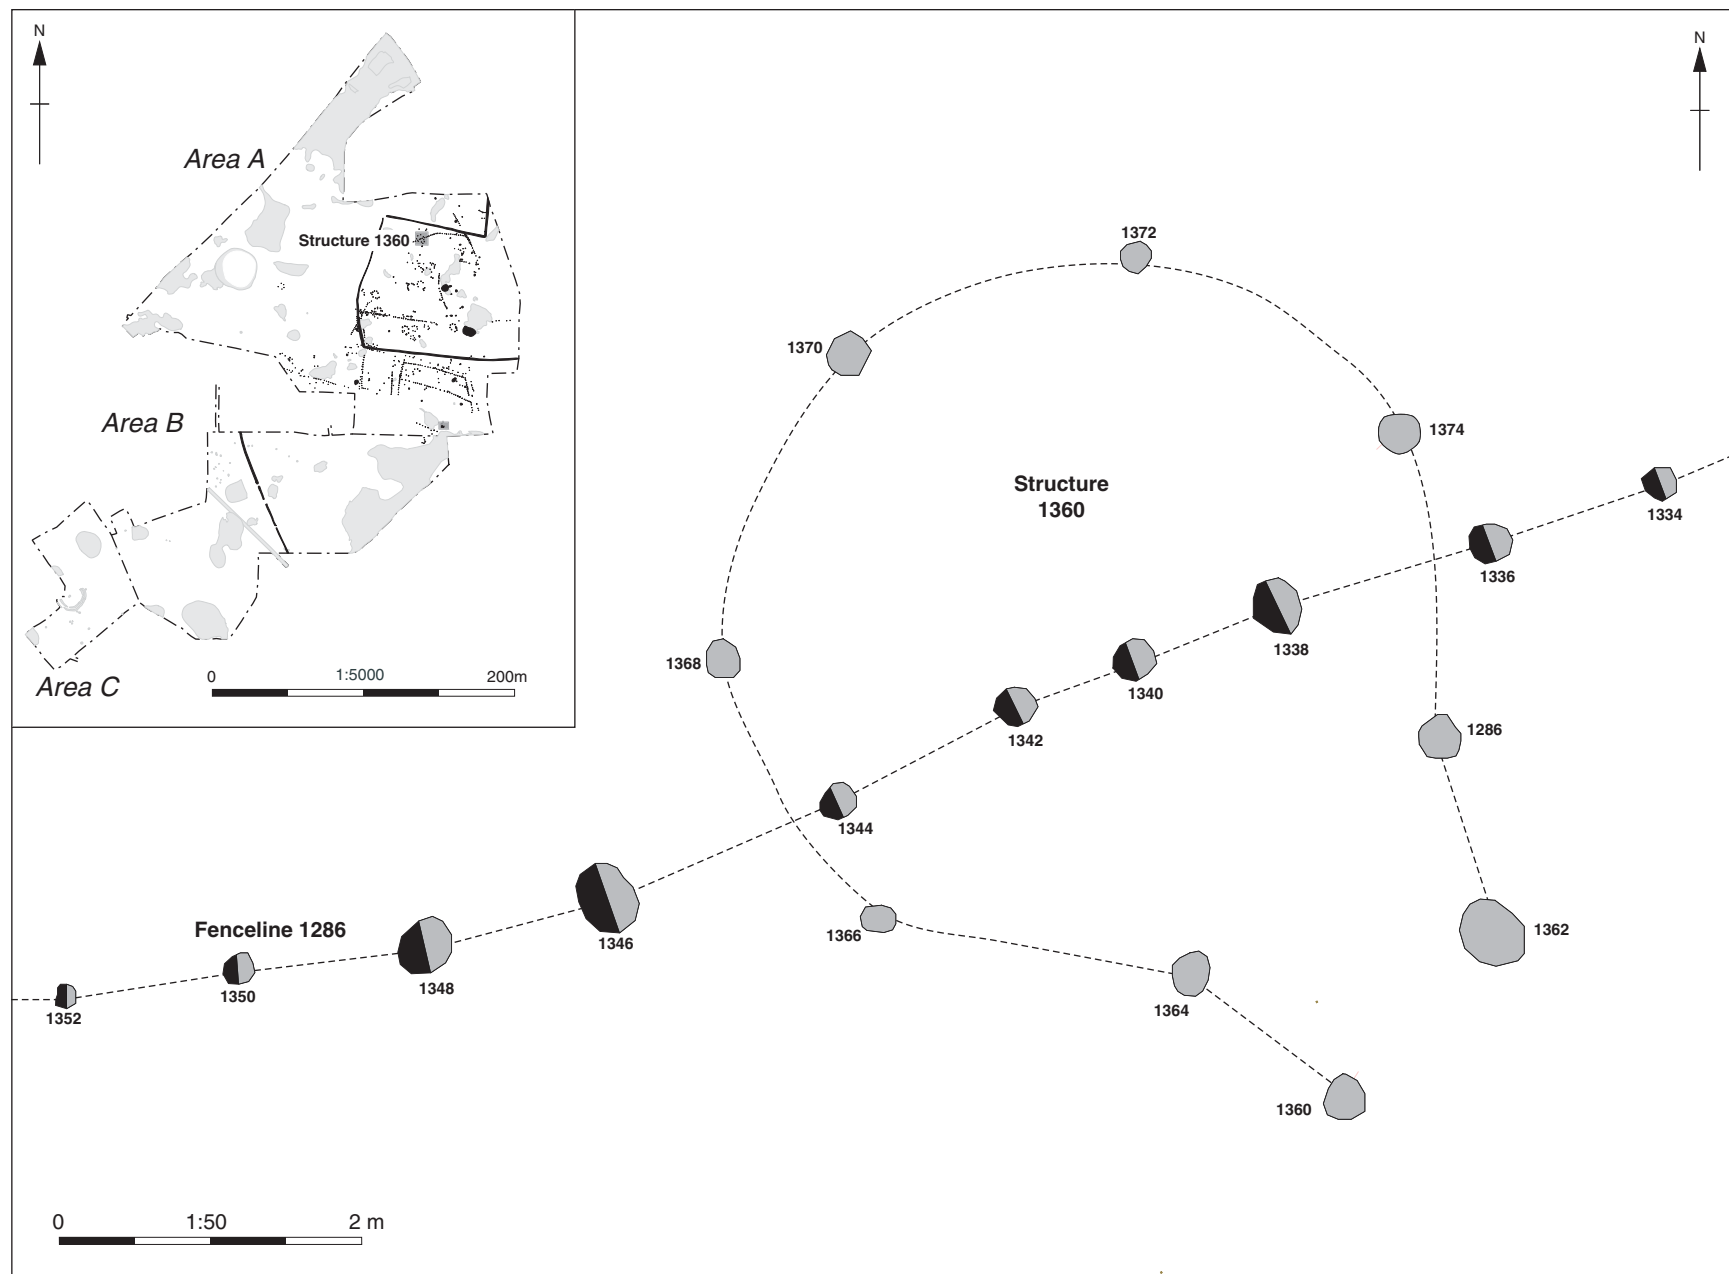 N
N
Area A
Structure 1360
Area B
Area C
0 1:5000 200m
1372
1370
1374
Structure
1360
1334
1336
1338
1368
1340
1342
1286
1344
1366
1362
Fenceline 1286
1346
1348
1350
1352
1364
1360
0 1:50 2 m